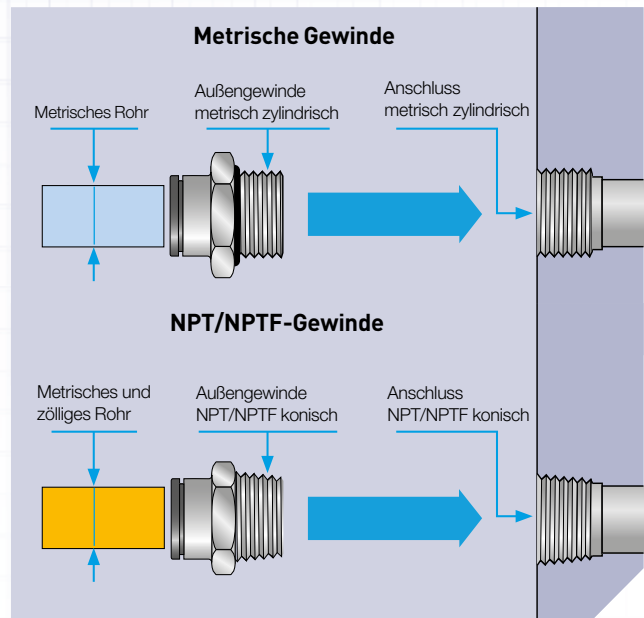 Metrische Gewinde
Metrisches Rohr
Außengewinde
metrisch zylindrisch
Anschluss
metrisch zylindrisch
NPT/NPTF-Gewinde
Metrisches und
zölliges Rohr
Außengewinde
NPT/NPTF konisch
Anschluss
NPT/NPTF konisch